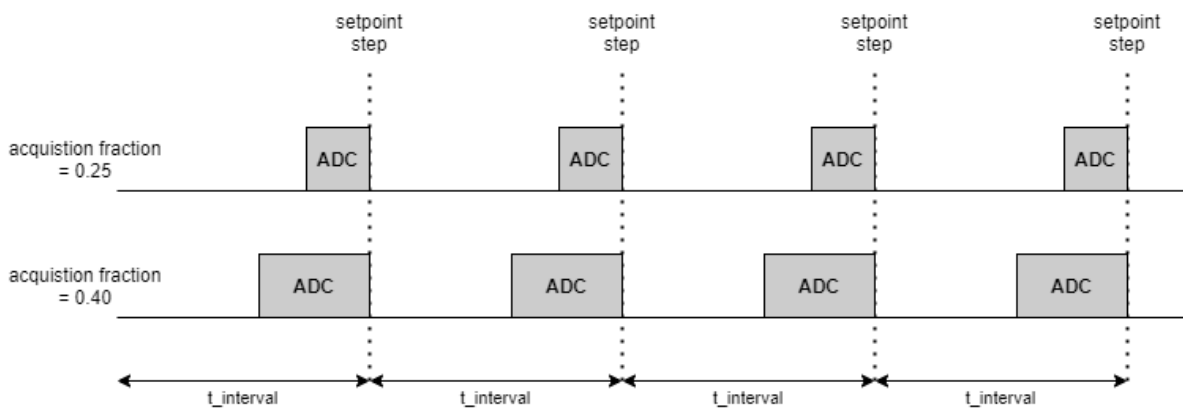 setpoint
step
setpoint
step
setpoint
step
setpoint
step
acquistion fraction
= 0.25
ADC
ADC
ADC
ADC
acquistion fraction
= 0.40
ADC
ADC
ADC
ADC
t_interval
t_interval
t_interval
t_interval